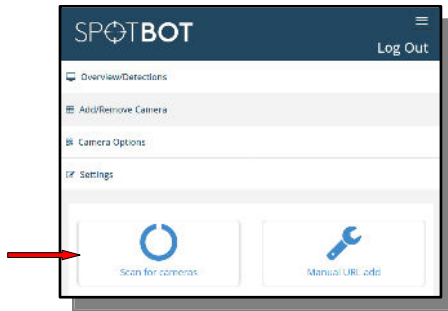 SPOTBOT
Log Out
Overview/Detections
Add/Remove Camera
Camera Options
Settings
Scan for cameras
Manual URL add